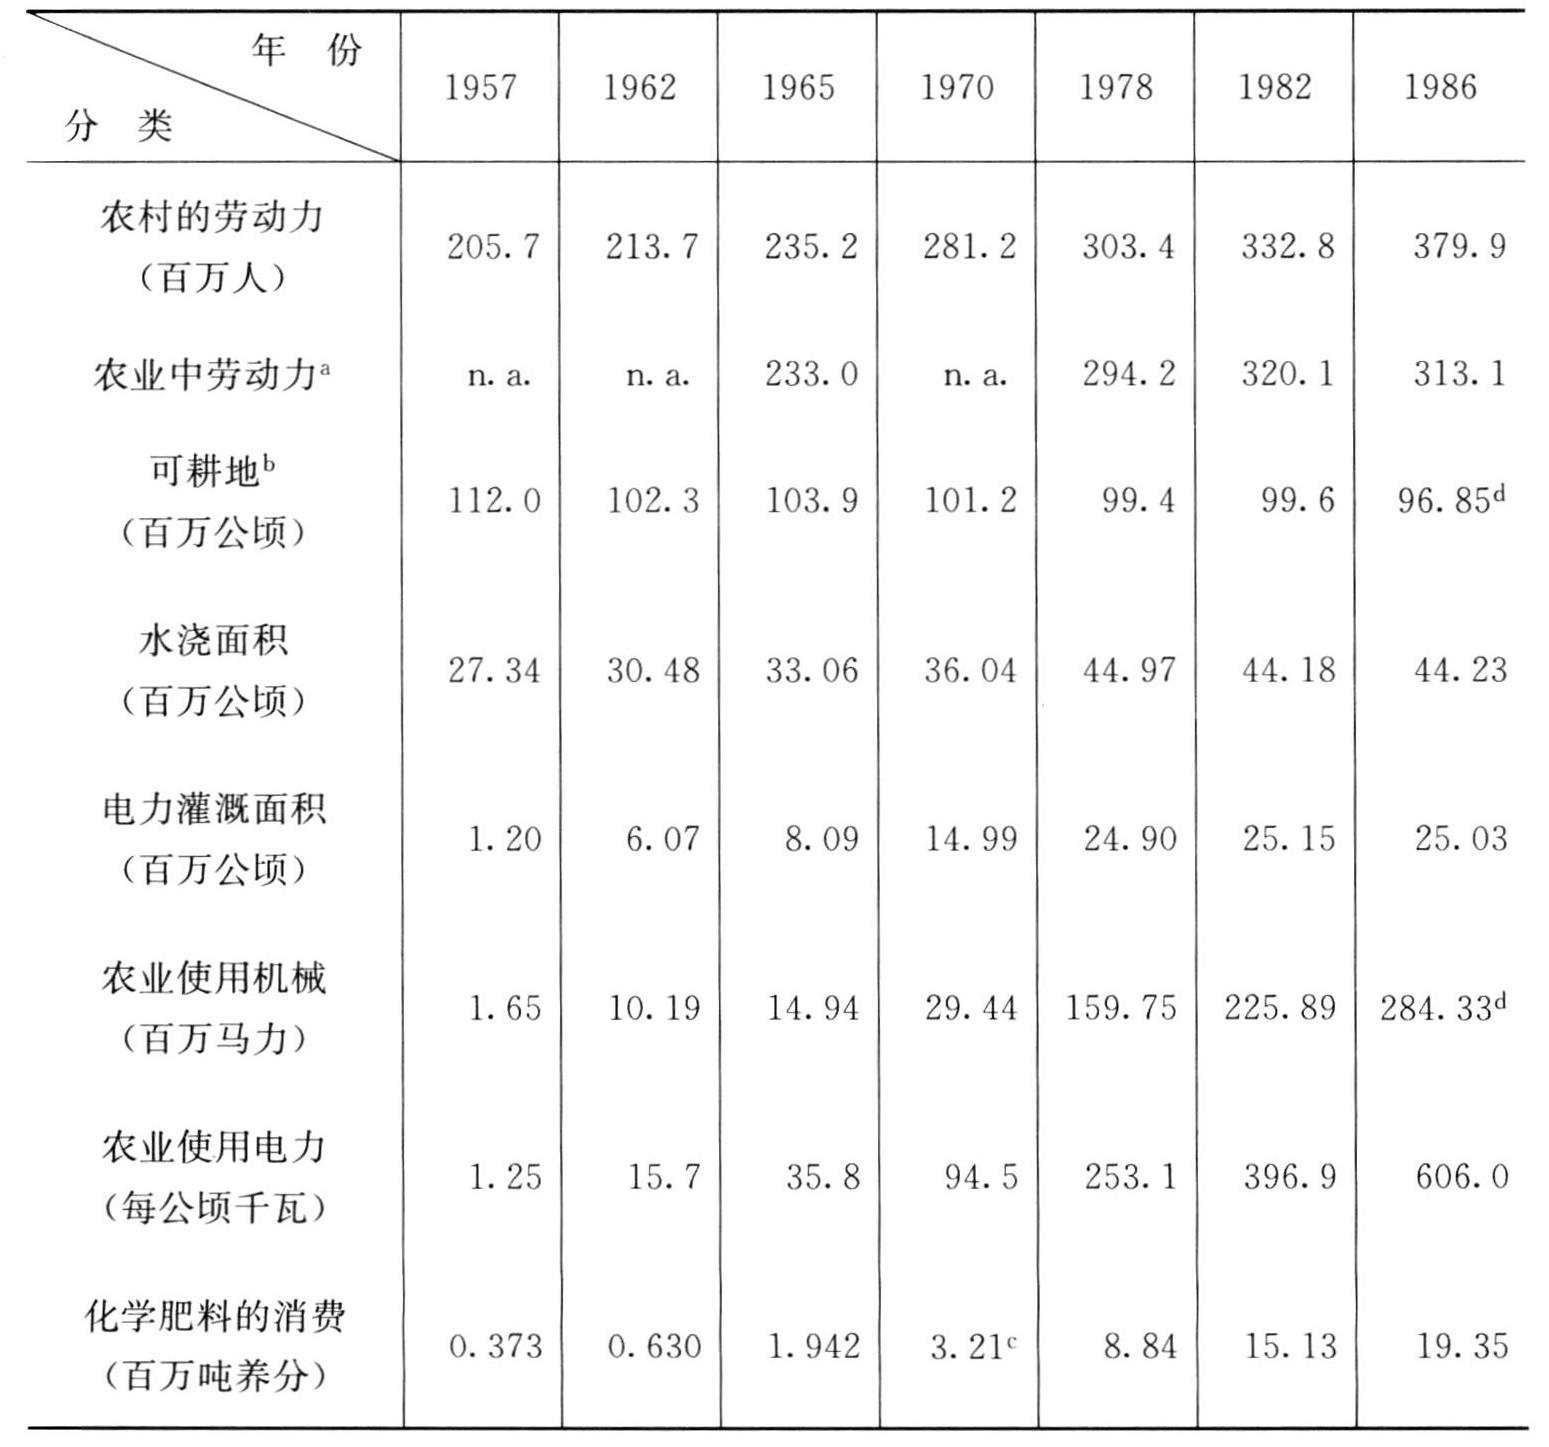 年 份
分 类
1957 1962 1965 1970 1978 1982 1986
农村的劳动力
（百万人）
205.7 213.7 235.2 281.2 303.4 332.8 379.9
农业中劳动力a n.a. n.a. 233.0 n.a. 294.2 320.1 313.1
可耕地b
（百万公顷）
112.0 102.3 103.9 101.2 99.4 99.6 96.85d
水浇面积
（百万公顷）
27.34 30.48 33.06 36.04 44.97 44.18 44.23
电力灌溉面积
（百万公顷）
1.20 6.07 8.09 14.99 24.90 25.15 25.03
农业使用机械
（百万马力）
1.65 10.19 14.94 29.44 159.75 225.89 284.33d
农业使用电力
（每公顷千瓦）
1.25 15.7 35.8 94.5 253.1 396.9 606.0
化学肥料的消费
（百万吨养分）
0.373 0.630 1.942 3.21c 8.84 15.13 19.35